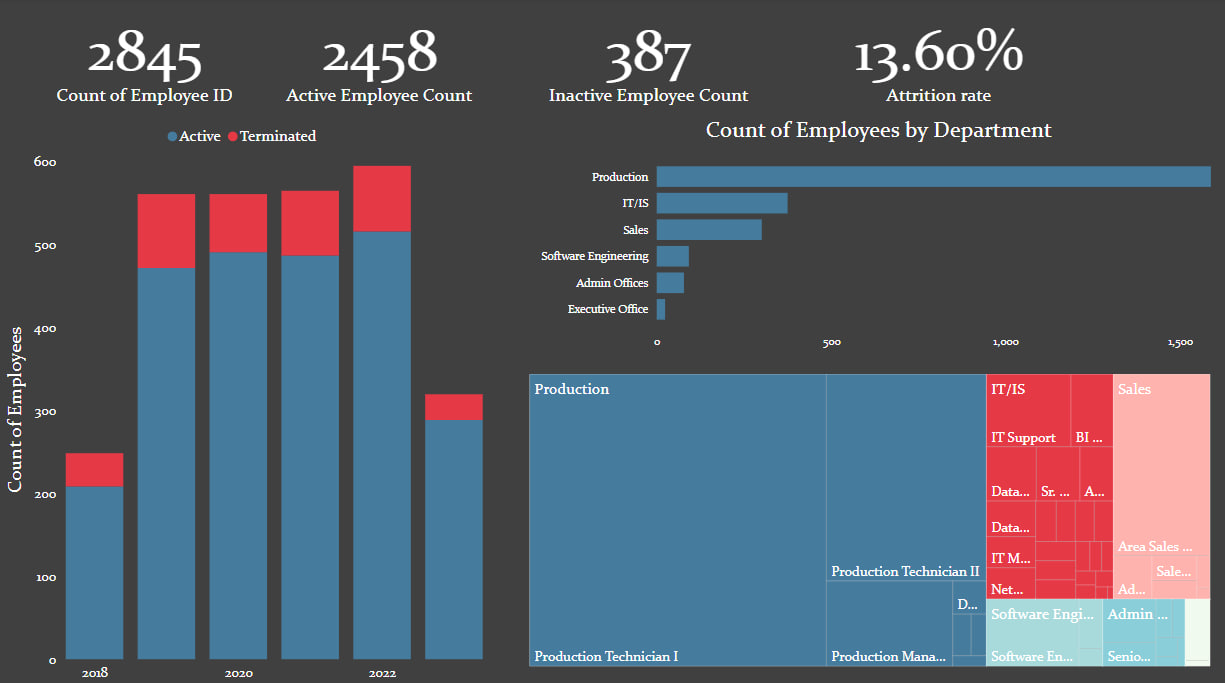 2845
Count of Employee ID
2458
Active Employee Count
387
Inactive Employee Count
13.60%
Attrition rate
Active Terminated
Count of Employees
600
500
400
300
200
100
0
2018 2020 2022
Count of Employees by Department
Production
IT/IS
Sales
Software Engineering
Admin Offices
Executive Office
0 500 1,000 1,500
Production
Production Technician I
Production Technician II
Production Mana...
D...
IT/IS
IT Support
BI ...
Data...
Sr. ...
A...
Data...
IT M...
Net...
Sales
Area Sales ...
Ad...
Sale...
Software Engi...
Software En...
Admin ...
Senio...